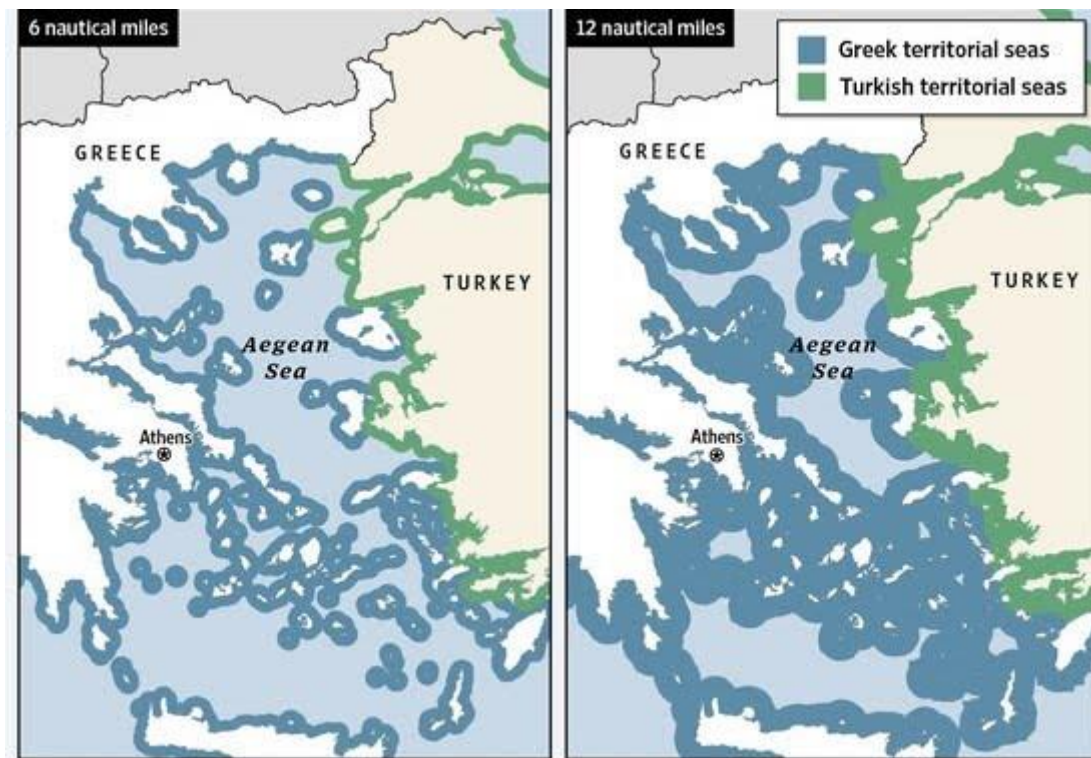 6 nautical miles
GREECE
TURKEY
Aegean
Sea
Athens
12 nautical miles
Greek territorial seas
Turkish territorial seas
GREECE
TURKEY
Aegean
Sea
Athens